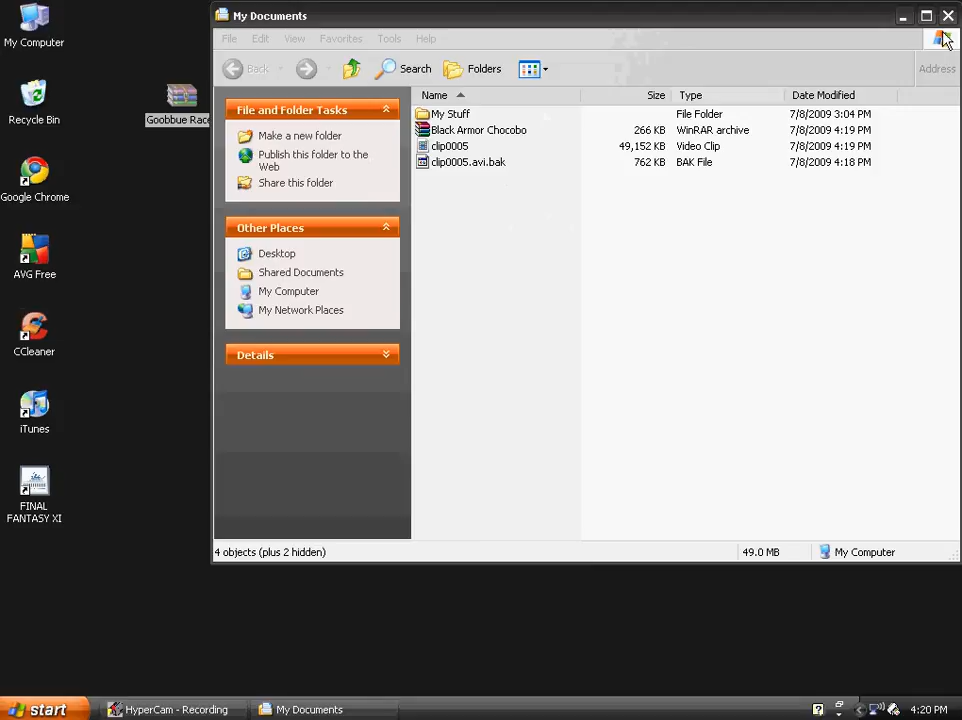 My Documents
My Computer
Recycle Bin
Google Chrome
AVG Free
CCleaner
iTunes
FINAL
FANTASY XI
Goobbue Race
File Edit View Favorites Tools Help
Back Search Folders Address
File and Folder Tasks
Make a new folder
Publish this folder to the
Web
Share this folder
Other Places
Desktop
Shared Documents
My Computer
My Network Places
Details
Name Size Type Date Modified
My Stuff File Folder 7/8/2009 3:04 PM
Black Armor Chocobo 266 KB WinRAR archive 7/8/2009 4:19 PM
clip0005 49,152 KB Video Clip 7/8/2009 4:19 PM
clip0005.avi.bak 762 KB BAK File 7/8/2009 4:18 PM
4 objects (plus 2 hidden) 49.0 MB My Computer
start HyperCam - Recording My Documents 4:20 PM